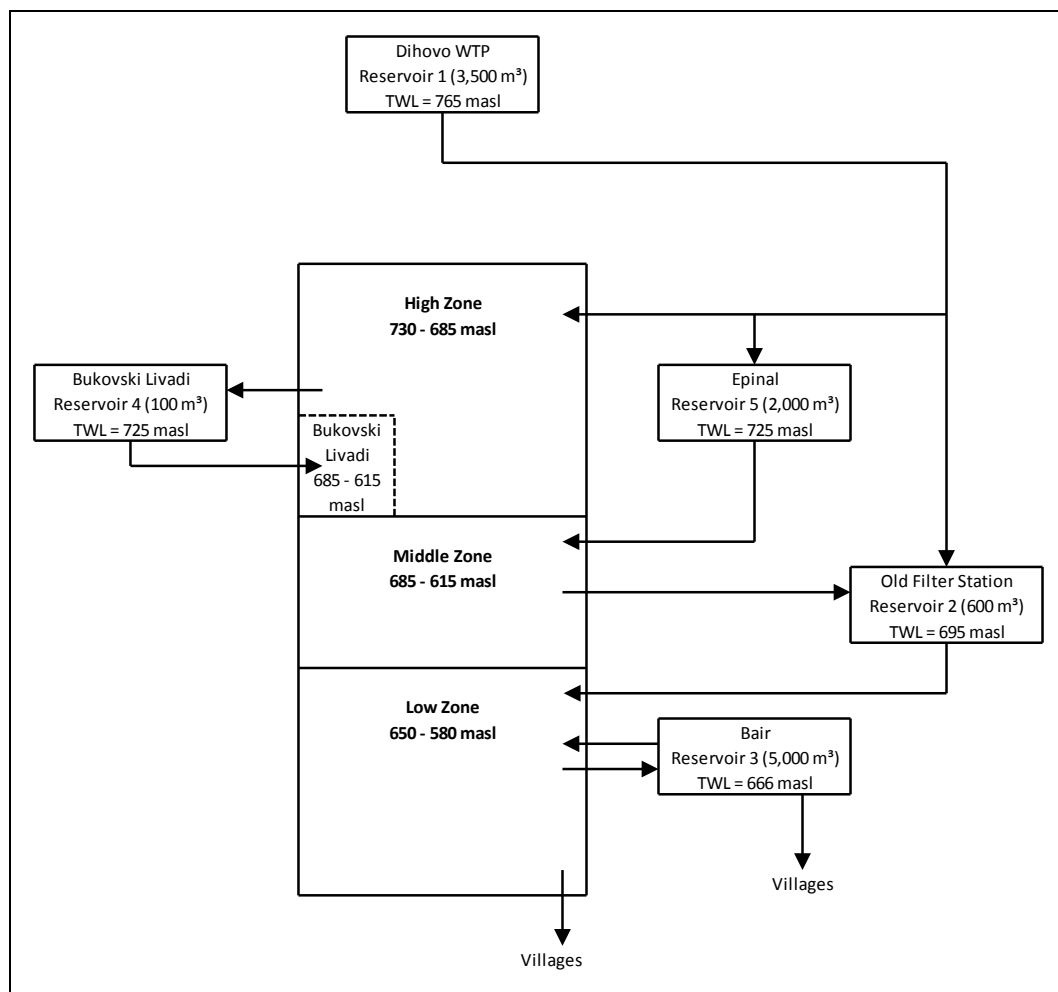 Dihovo WTP
Reservoir 1 (3,500 m³)
TWL = 765 masl
High Zone
730 - 685 masl
Bukovski Livadi
Reservoir 4 (100 m³)
TWL = 725 masl
Epinal
Reservoir 5 (2,000 m³)
TWL = 725 masl
Bukovski
Livadi
685 - 615
masl
Middle Zone
685 - 615 masl
Old Filter Station
Reservoir 2 (600 m³)
TWL = 695 masl
Low Zone
650 - 580 masl
Bair
Reservoir 3 (5,000 m³)
TWL = 666 masl
Villages
Villages